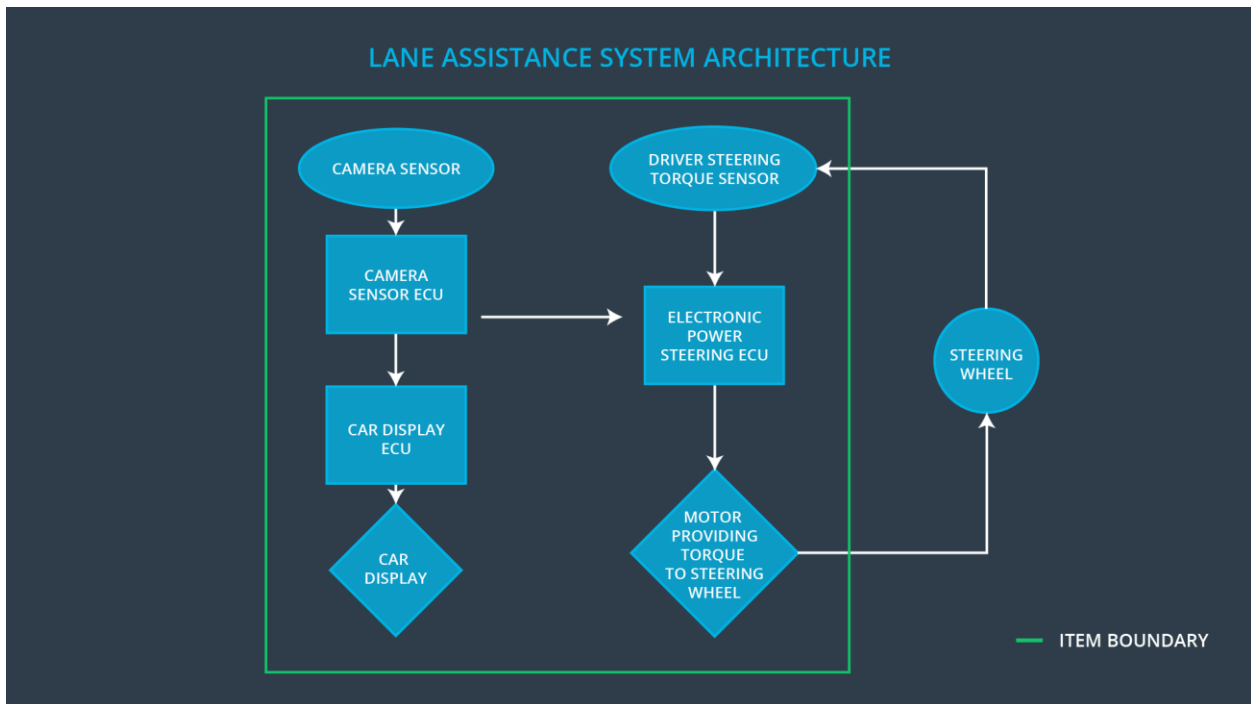 LANE ASSISTANCE SYSTEM ARCHITECTURE
CAMERA SENSOR
CAMERA
SENSOR ECU
CAR DISPLAY
ECU
CAR
DISPLAY
DRIVER STEERING
TORQUE SENSOR
ELECTRONIC
POWER
STEERING ECU
MOTOR
PROVIDING
TORQUE
TO STEERING
WHEEL
STEERING
WHEEL
ITEM BOUNDARY